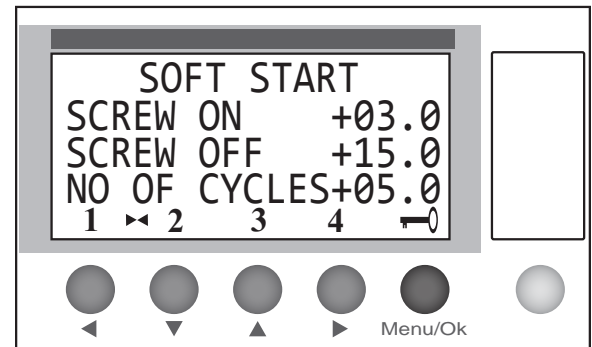 SOFT START
SCREW ON +03.0
SCREW OFF +15.0
NO OF CYCLES+05.0
1 2 3 4
Menu/Ok